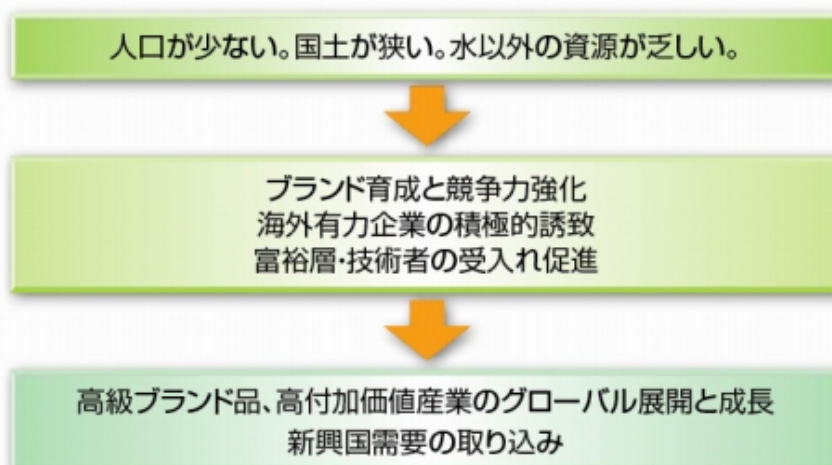 人口が少ない。国土が狭い。水以外の資源が乏しい。
ブランド育成と競争力強化
海外有力企業の積極的誘致
富裕層・技術者の受入れ促進
高級ブランド品、高付加価値産業のグローバル展開と成長
新興国需要の取り込み